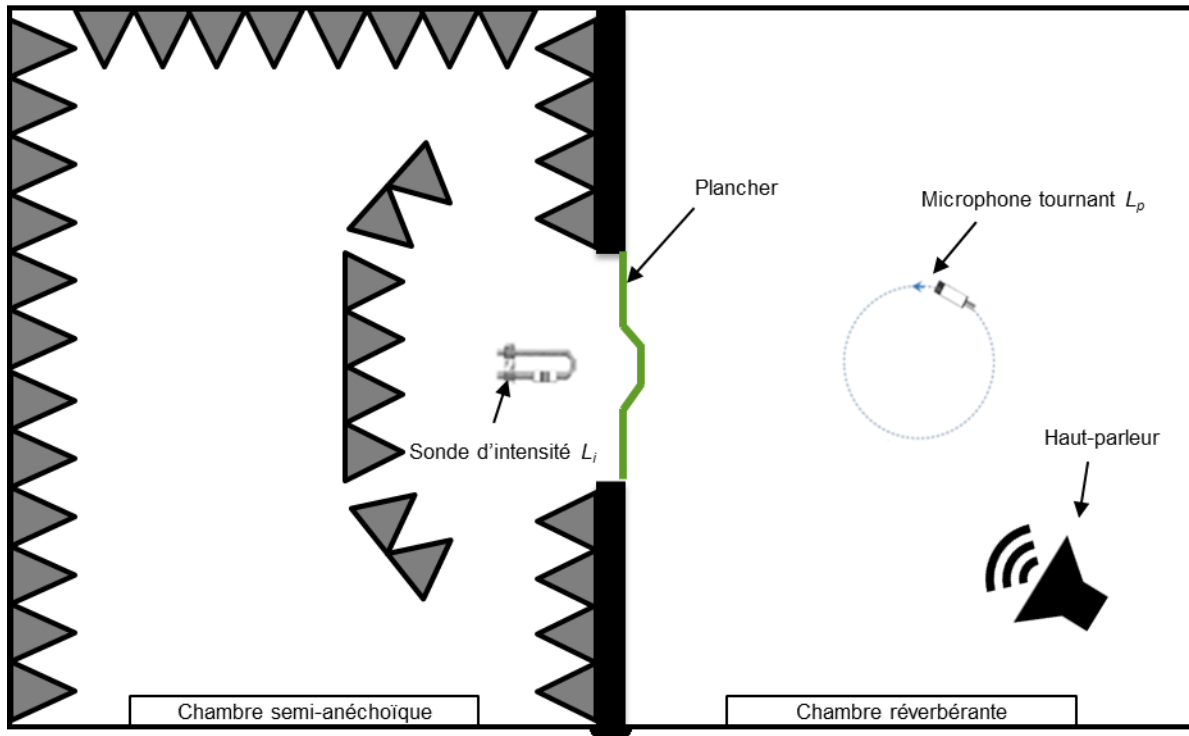 Plancher
Microphone tournant Lp
Haut-parleur
Sonde d'intensité Li
Chambre semi-anéchoïque
Chambre réverbérante